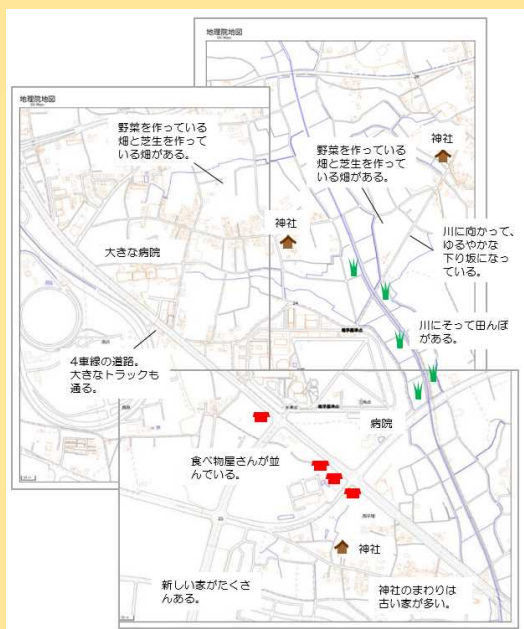 地理院地図
地理院地図
野菜を作っている
畑と芝生を作って
いる畑がある。
野菜を作っている
畑と芝生を作って
いる畑がある。
神社
神社
大きな病院
川に向かって、
ゆるやかな
下り坂になっ
ている。
川にそって田んぼ
がある。
4車線の道路。
大きなトラックも
通る。
病院
食べ物屋さんが並
んでいる。
神社
新しい家がたくさ
んある。
神社のまわりは
古い家が多い。